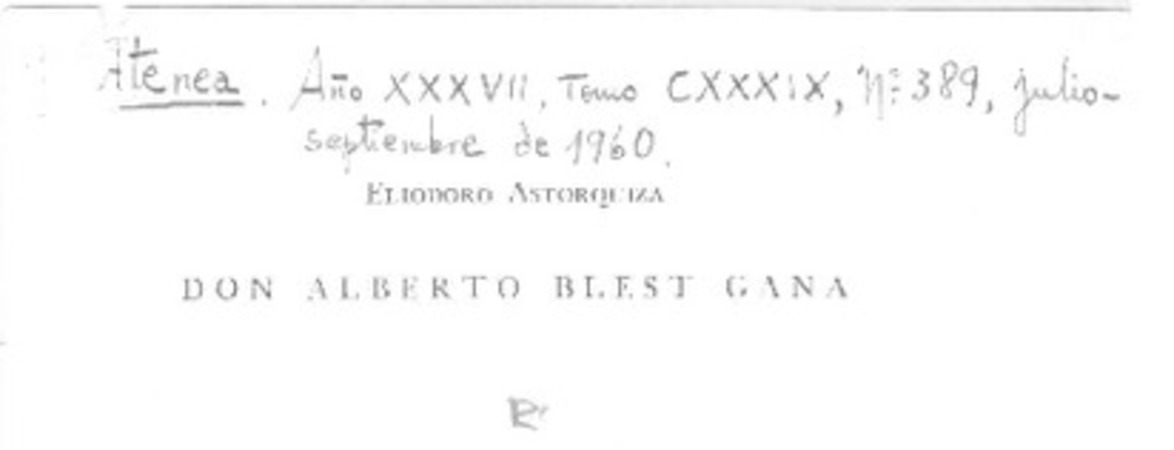 Atenea. Año XXXVII, Tomo CXXXIX, Nº 389, julio-
septiembre de 1960.
ELIODORO ASTORQUIZA
DON ALBERTO BLEST GANA